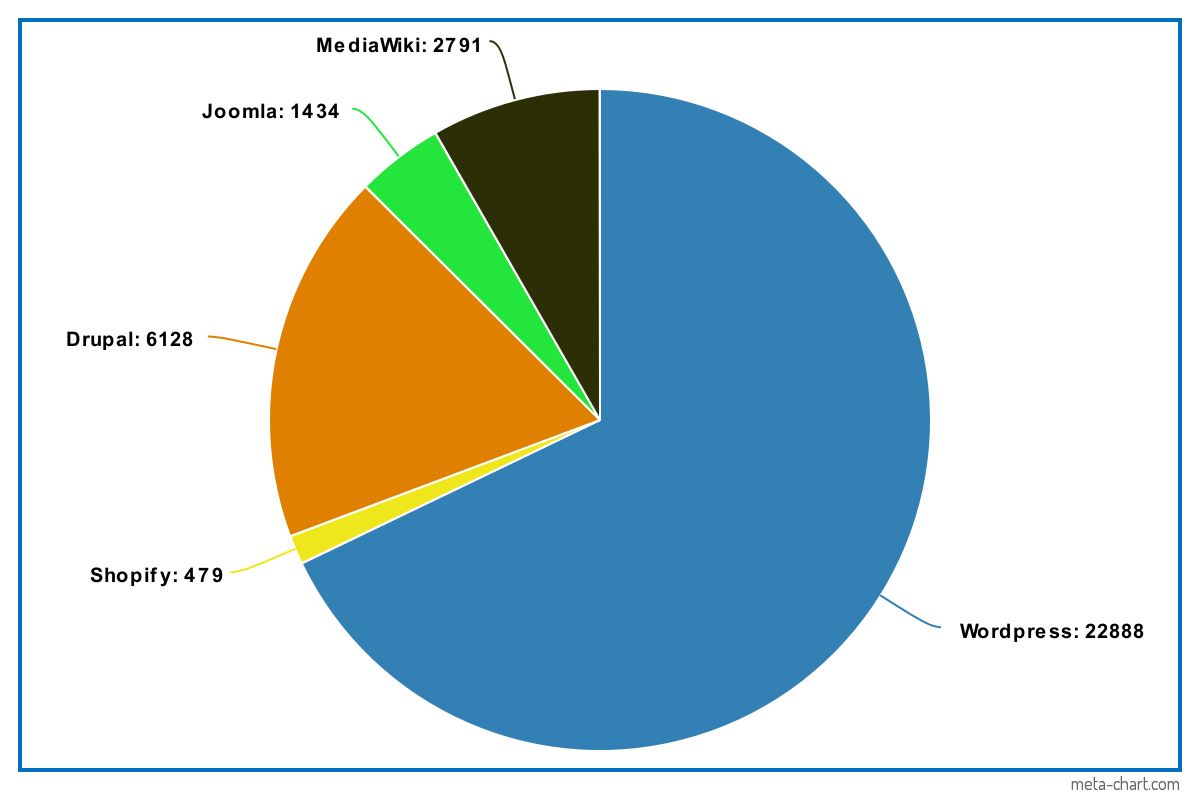 MediaWiki: 2791
Joomla: 1434
Drupal: 6128
Shopify: 479
Wordpress: 22888
meta-chart.com